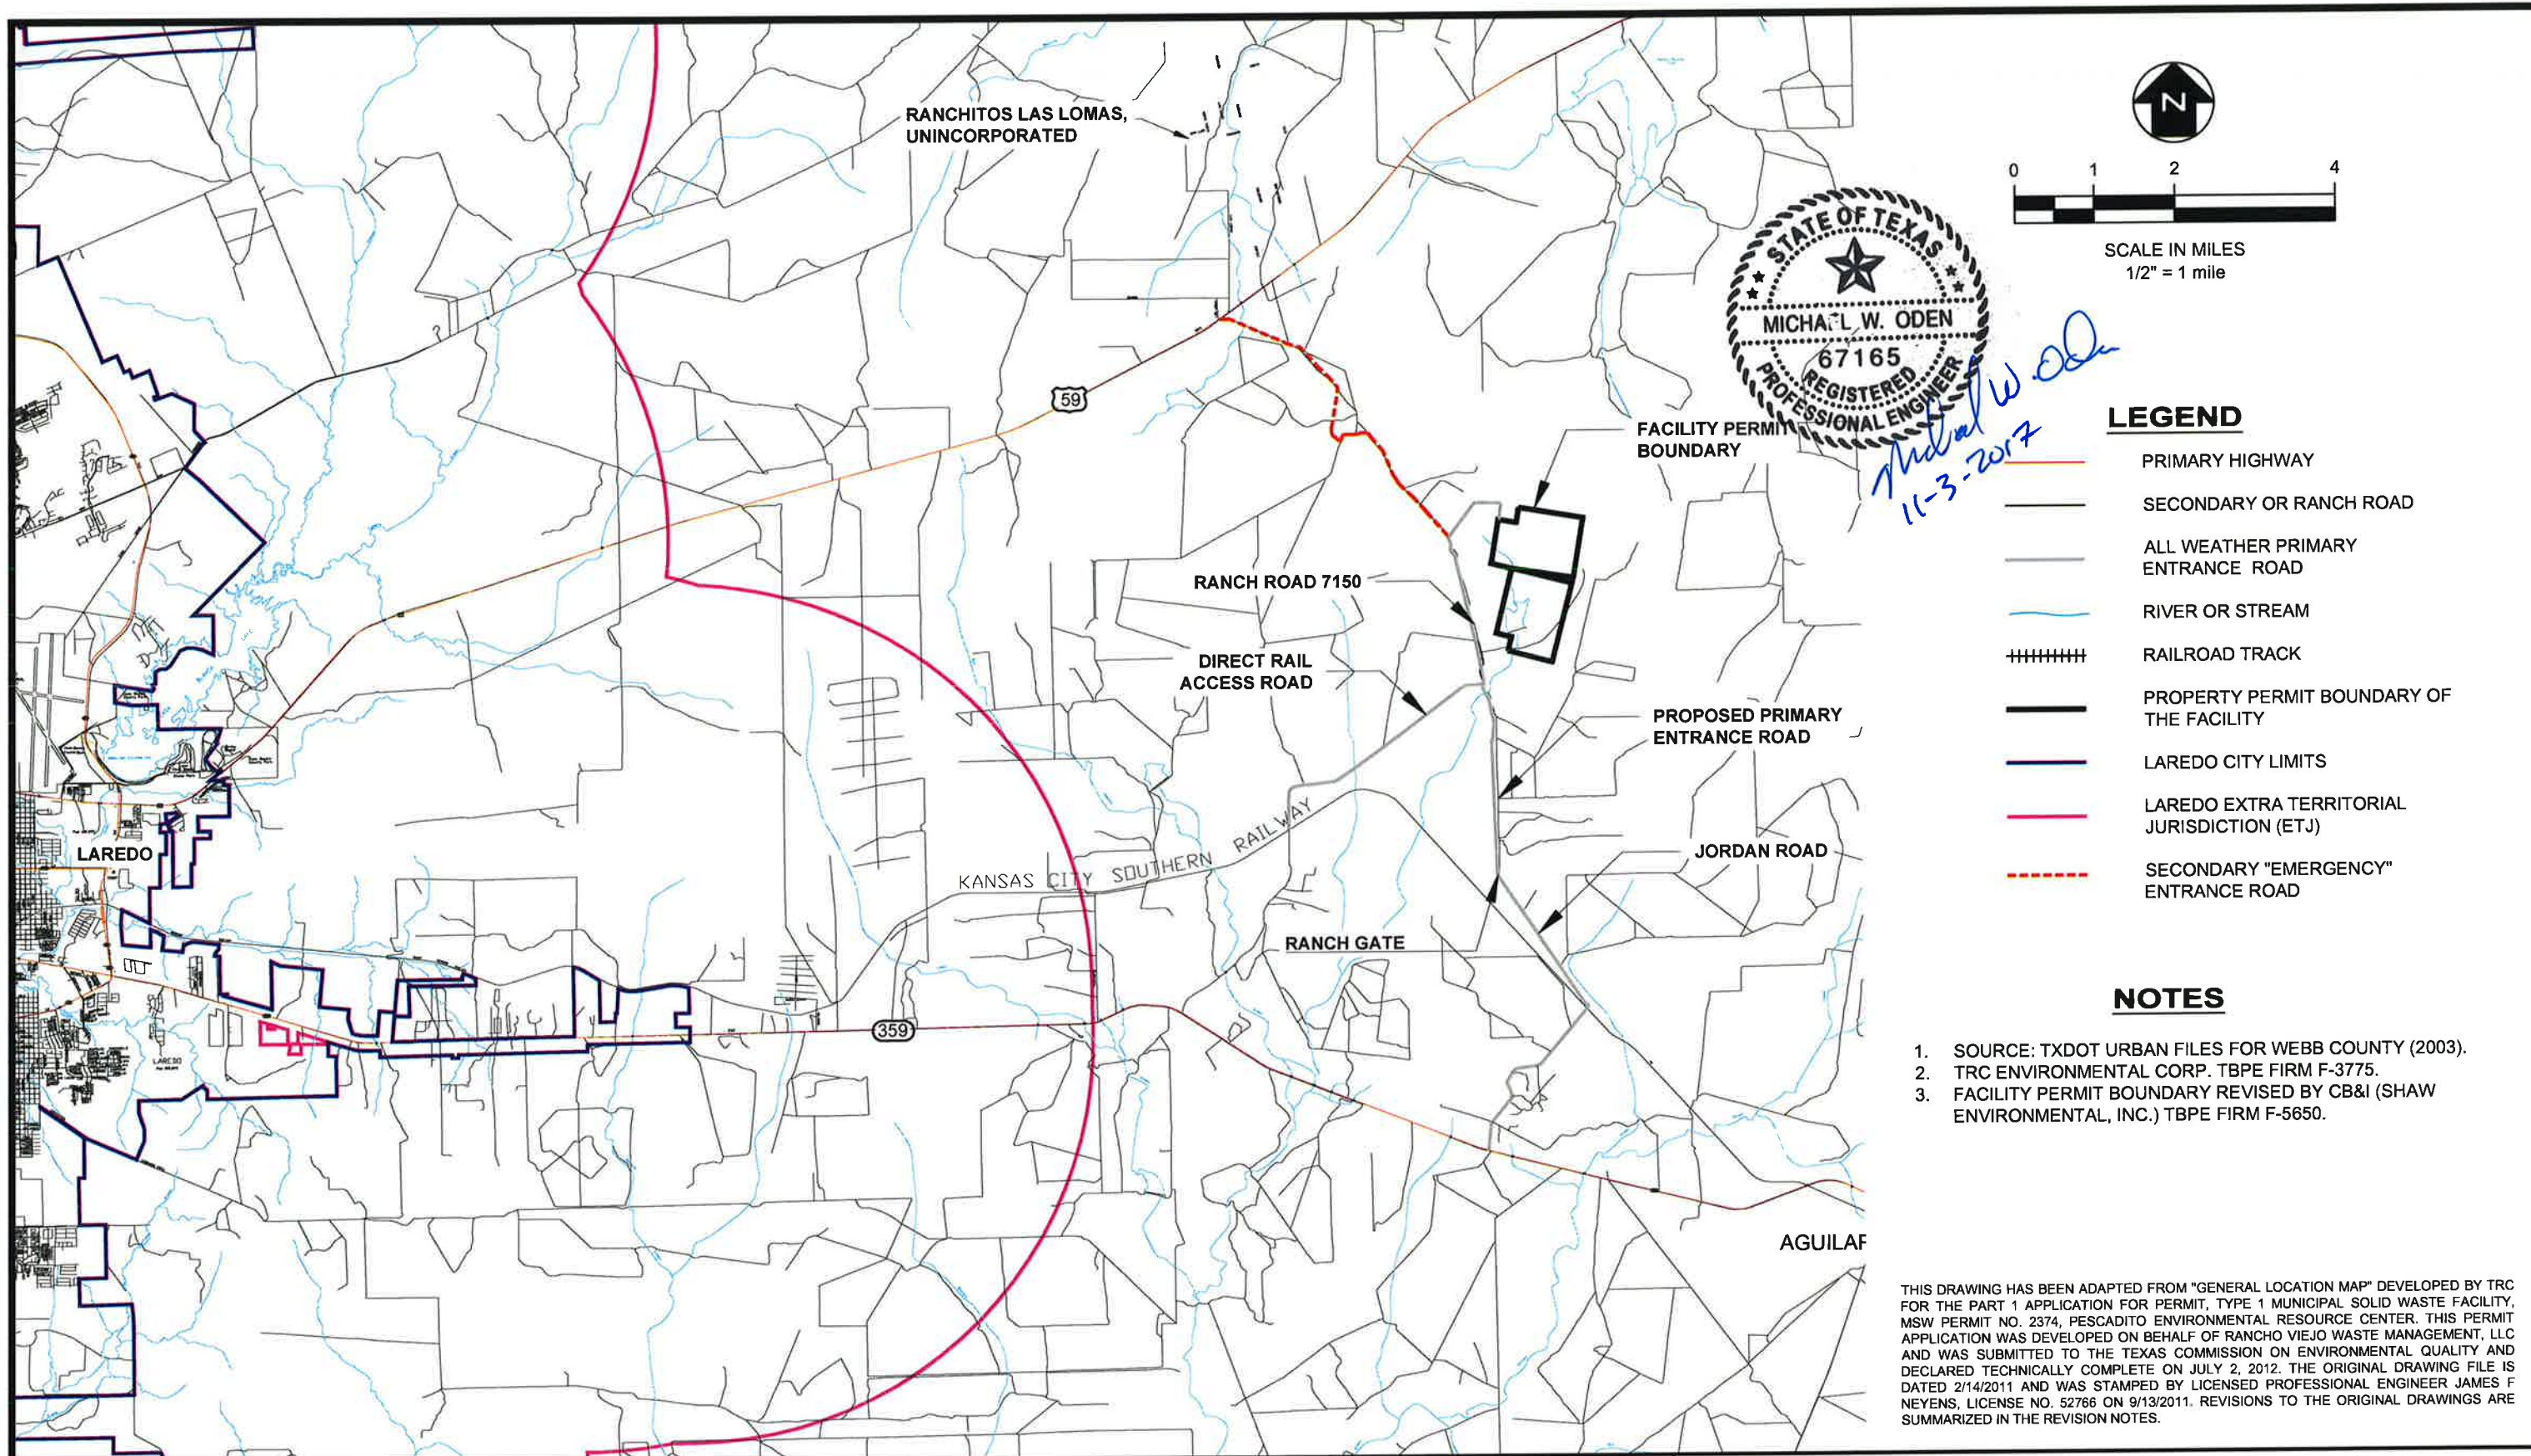 RANCHITOS LAS LOMAS,
UNINCORPORATED
N
0 1 2 4
SCALE IN MILES
1/2" = 1 mile
STATE OF TEXAS
MICHAEL W. ODEN
67165
REGISTERED
PROFESSIONAL ENGINEER
Michael W. Oden
11-3-2017
59
FACILITY PERMIT
BOUNDARY
RANCH ROAD 7150
DIRECT RAIL
ACCESS ROAD
PROPOSED PRIMARY
ENTRANCE ROAD
LAREDO
KANSAS CITY SOUTHERN RAILWAY
JORDAN ROAD
RANCH GATE
359
LAREDO
AGUILAR
LEGEND
PRIMARY HIGHWAY
SECONDARY OR RANCH ROAD
ALL WEATHER PRIMARY
ENTRANCE ROAD
RIVER OR STREAM
RAILROAD TRACK
PROPERTY PERMIT BOUNDARY OF
THE FACILITY
LAREDO CITY LIMITS
LAREDO EXTRA TERRITORIAL
JURISDICTION (ETJ)
SECONDARY "EMERGENCY"
ENTRANCE ROAD
NOTES
1. SOURCE: TXDOT URBAN FILES FOR WEBB COUNTY (2003).
2. TRC ENVIRONMENTAL CORP. TBPE FIRM F-3775.
3. FACILITY PERMIT BOUNDARY REVISED BY CB&I (SHAW
ENVIRONMENTAL, INC.) TBPE FIRM F-5650.
THIS DRAWING HAS BEEN ADAPTED FROM "GENERAL LOCATION MAP" DEVELOPED BY TRC
FOR THE PART 1 APPLICATION FOR PERMIT, TYPE 1 MUNICIPAL SOLID WASTE FACILITY,
MSW PERMIT NO. 2374, PESCADITO ENVIRONMENTAL RESOURCE CENTER. THIS PERMIT
APPLICATION WAS DEVELOPED ON BEHALF OF RANCHO VIEJO WASTE MANAGEMENT, LLC
AND WAS SUBMITTED TO THE TEXAS COMMISSION ON ENVIRONMENTAL QUALITY AND
DECLARED TECHNICALLY COMPLETE ON JULY 2, 2012. THE ORIGINAL DRAWING FILE IS
DATED 2/14/2011 AND WAS STAMPED BY LICENSED PROFESSIONAL ENGINEER JAMES F
NEYENS, LICENSE NO. 52766 ON 9/13/2011. REVISIONS TO THE ORIGINAL DRAWINGS ARE
SUMMARIZED IN THE REVISION NOTES.